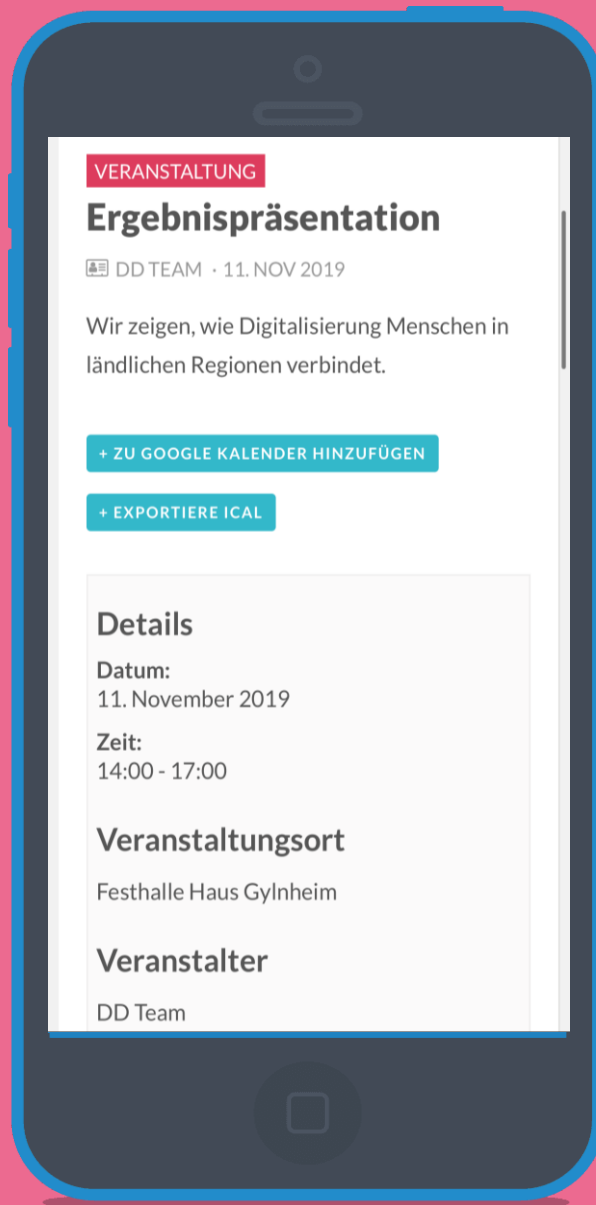 VERANSTALTUNG
Ergebnispräsentation
DD TEAM · 11. NOV 2019
Wir zeigen, wie Digitalisierung Menschen in
ländlichen Regionen verbindet.
+ ZU GOOGLE KALENDER HINZUFÜGEN
+ EXPORTIERE ICAL
Details
Datum:
11. November 2019
Zeit:
14:00 - 17:00
Veranstaltungsort
Festhalle Haus Gylnheim
Veranstalter
DD Team